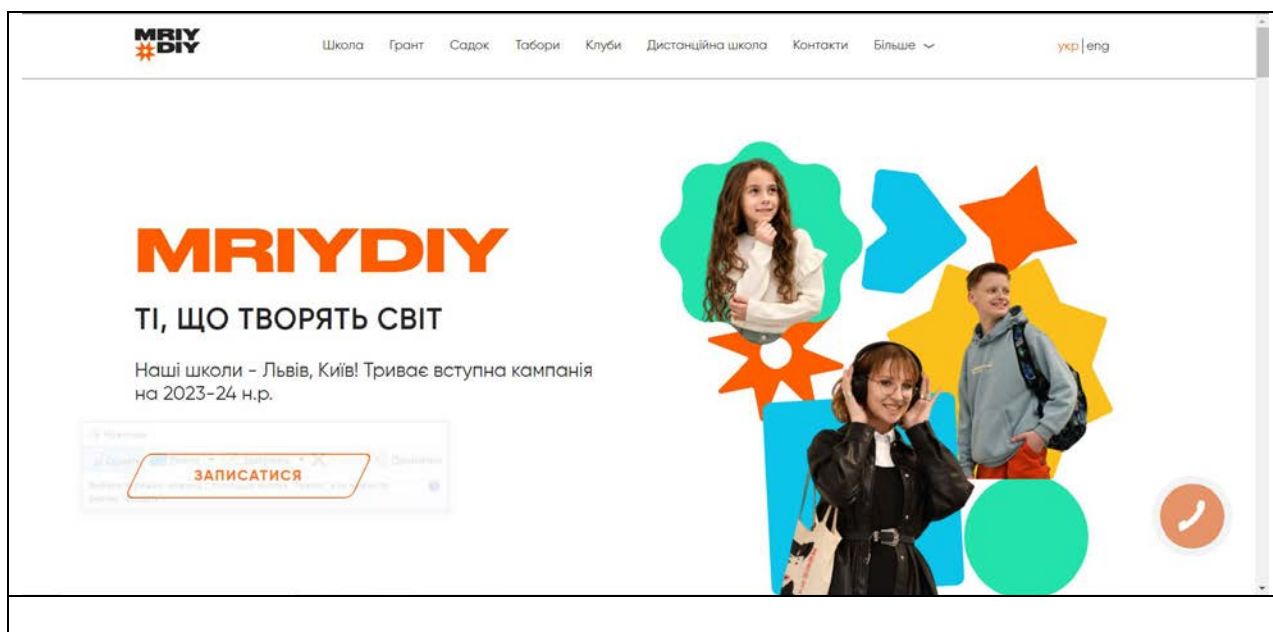 MRIY
DIY
Школа Грант Садок Табори Клуби Дистанційна школа Контакти Більше
укр|eng
MRIYDIY
ТІ, ЩО ТВОРЯТЬ СВІТ
Наші школи - Львів, Київ! Триває вступна кампанія
на 2023-24 н.р.
ЗАПИСАТИСЯ